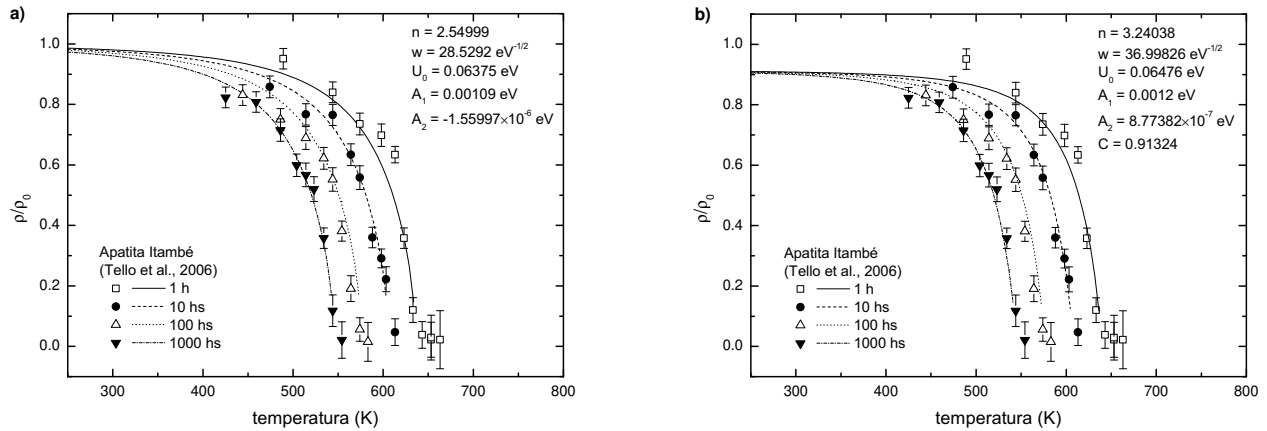 a)
n = 2.54999
w = 28.5292 eV^-1/2
U_0 = 0.06375 eV
A_1 = 0.00109 eV
A_2 = -1.55997×10^-6 eV
1.0
0.8
0.6
0.4
0.2
0.0
ρ/ρ_0
Apatita Itambé
(Tello et al., 2006)
1 h
10 hs
100 hs
1000 hs
300 400 500 600 700 800
temperatura (K)
b)
n = 3.24038
w = 36.99826 eV^-1/2
U_0 = 0.06476 eV
A_1 = 0.0012 eV
A_2 = 8.77382×10^-7 eV
C = 0.91324
1.0
0.8
0.6
0.4
0.2
0.0
ρ/ρ_0
Apatita Itambé
(Tello et al., 2006)
1 h
10 hs
100 hs
1000 hs
300 400 500 600 700 800
temperatura (K)